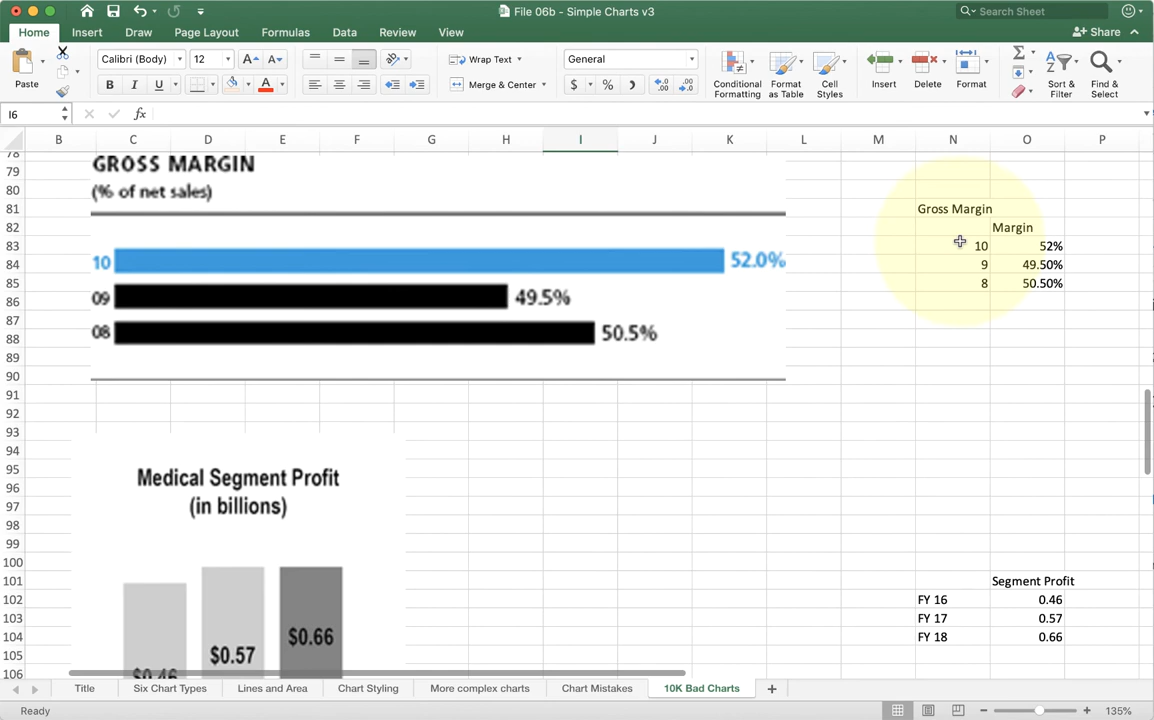 File 06b - Simple Charts v3
Search Sheet
Home Insert Draw Page Layout Formulas Data Review View
Share
Paste
Calibri (Body) 12
B I U
A
Wrap Text
Merge & Center
General
$ % )
Conditional Formatting
Format as Table
Cell Styles
Insert
Delete
Format
Sort & Filter
Find & Select
I6
fx
B C D E F G H I J K L M N O P
78
79
80
81
82
83
84
85
86
87
88
89
90
91
92
93
94
95
96
97
98
99
100
101
102
103
104
105
106
GROSS MARGIN
(% of net sales)
10 52.0%
09 49.5%
08 50.5%
Gross Margin
Margin
10 52%
9 49.50%
8 50.50%
Medical Segment Profit
(in billions)
$0.46
$0.57
$0.66
Segment Profit
FY 16 0.46
FY 17 0.57
FY 18 0.66
Title Six Chart Types Lines and Area Chart Styling More complex charts Chart Mistakes 10K Bad Charts
Ready
135%